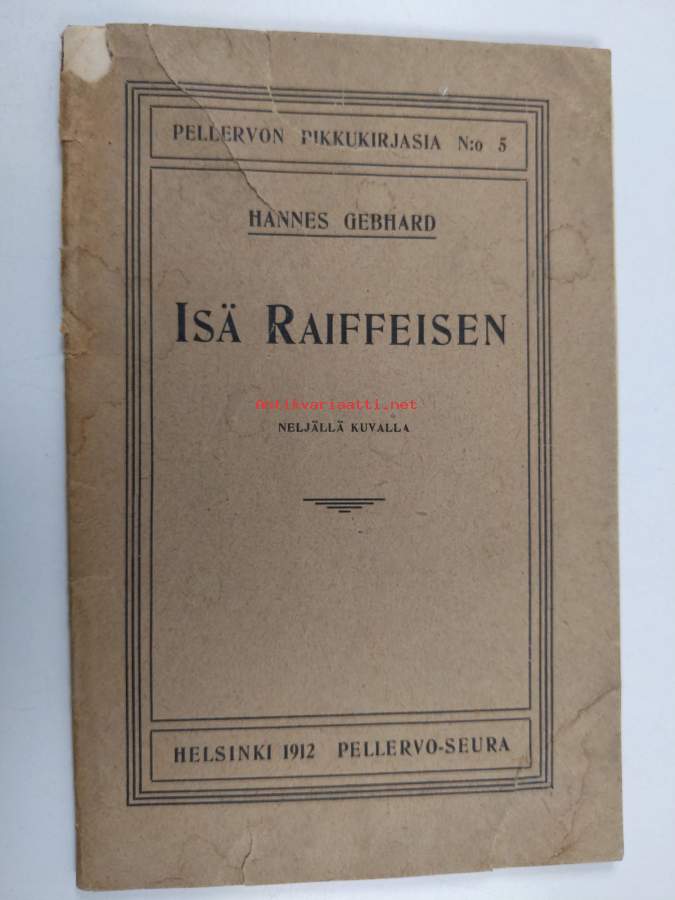 PELLERVON PIKKUKIRJASIA N:o 5
HANNES GEBHARD
ISÄ RAIFFEISEN
Antikvariaatti.net
NELJÄLLÄ KUVALLA
HELSINKI 1912 PELLERVO-SEURA